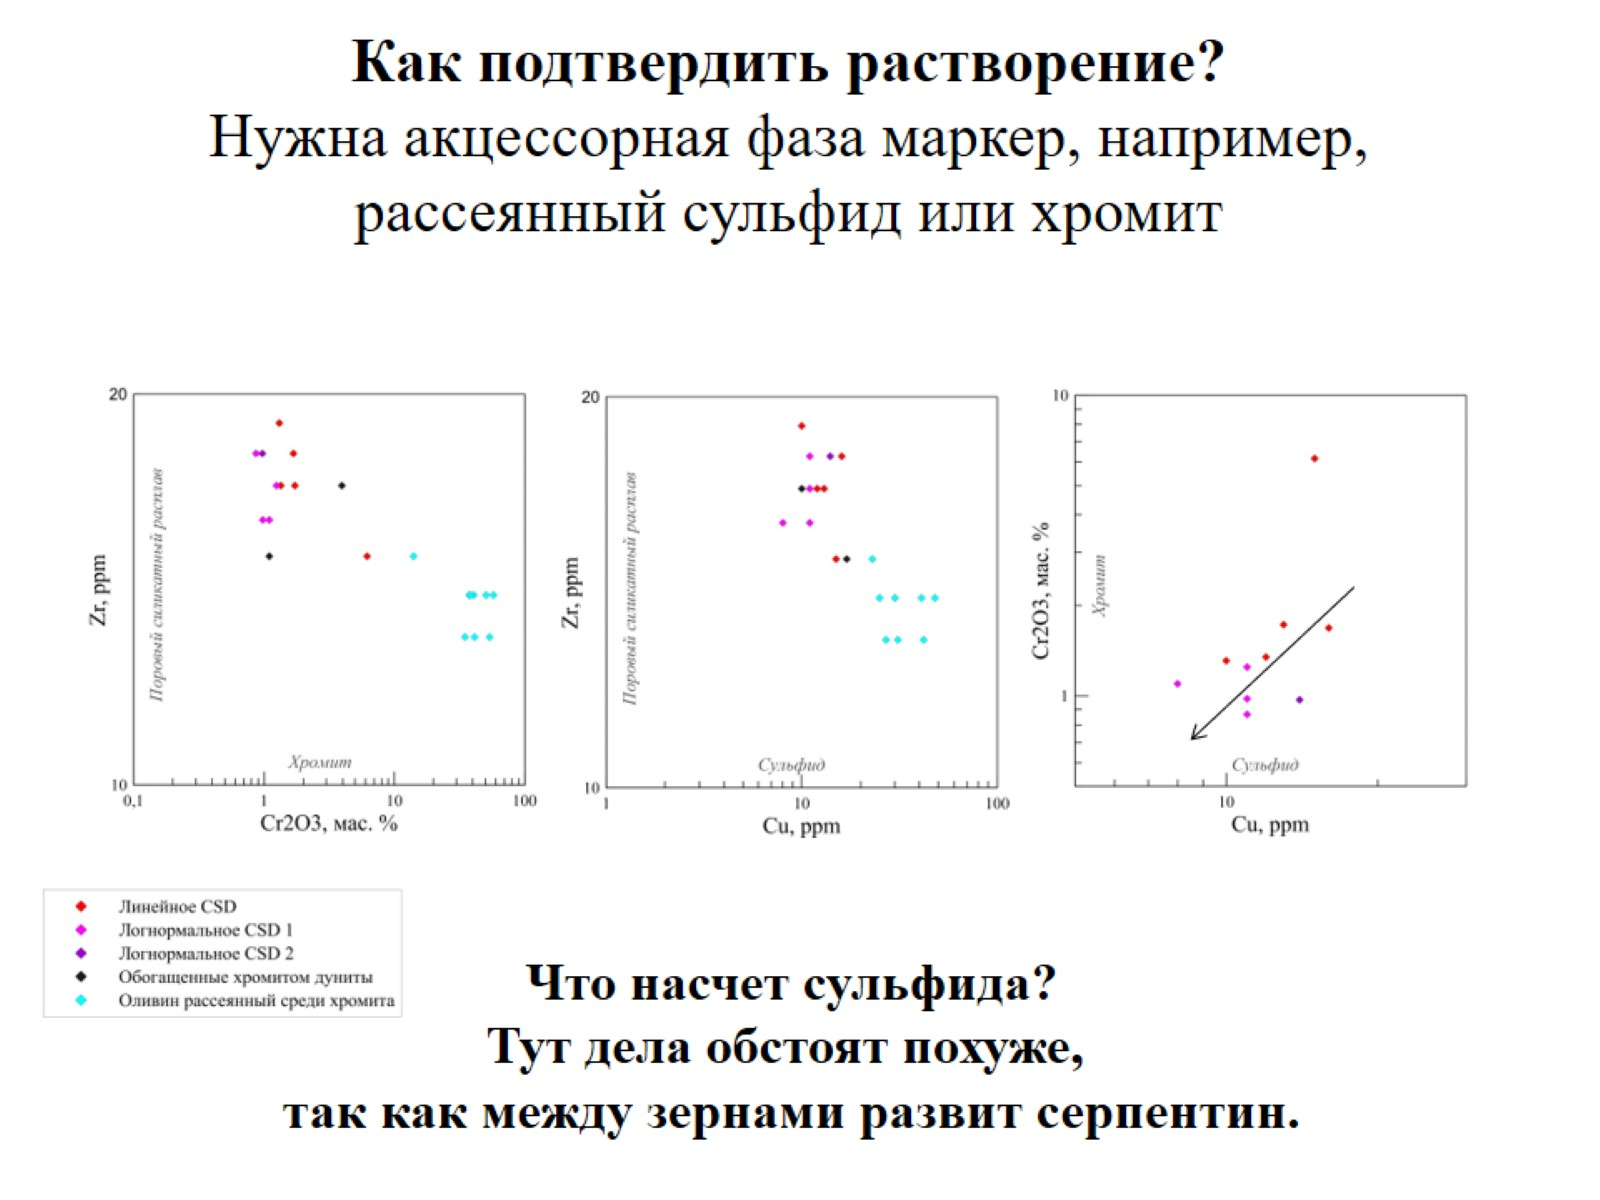 Как подтвердить растворение?
Нужна акцессорная фаза маркер, например,
рассеянный сульфид или хромит
20
Zr, ppm
Поровый силикатный расплав
Хромит
10
0,1
1
10
100
Cr2O3, мас. %
20
Zr, ppm
Поровый силикатный расплав
Сульфид
10
1
10
100
Cu, ppm
10
Cr2O3, мас. %
Хромит
1
Сульфид
10
Cu, ppm
Линейное CSD
Логнормальное CSD 1
Логнормальное CSD 2
Обогащенные хромитом дуниты
Оливин рассеянный среди хромита
Что насчет сульфида?
Тут дела обстоят похуже,
так как между зернами развит серпентин.